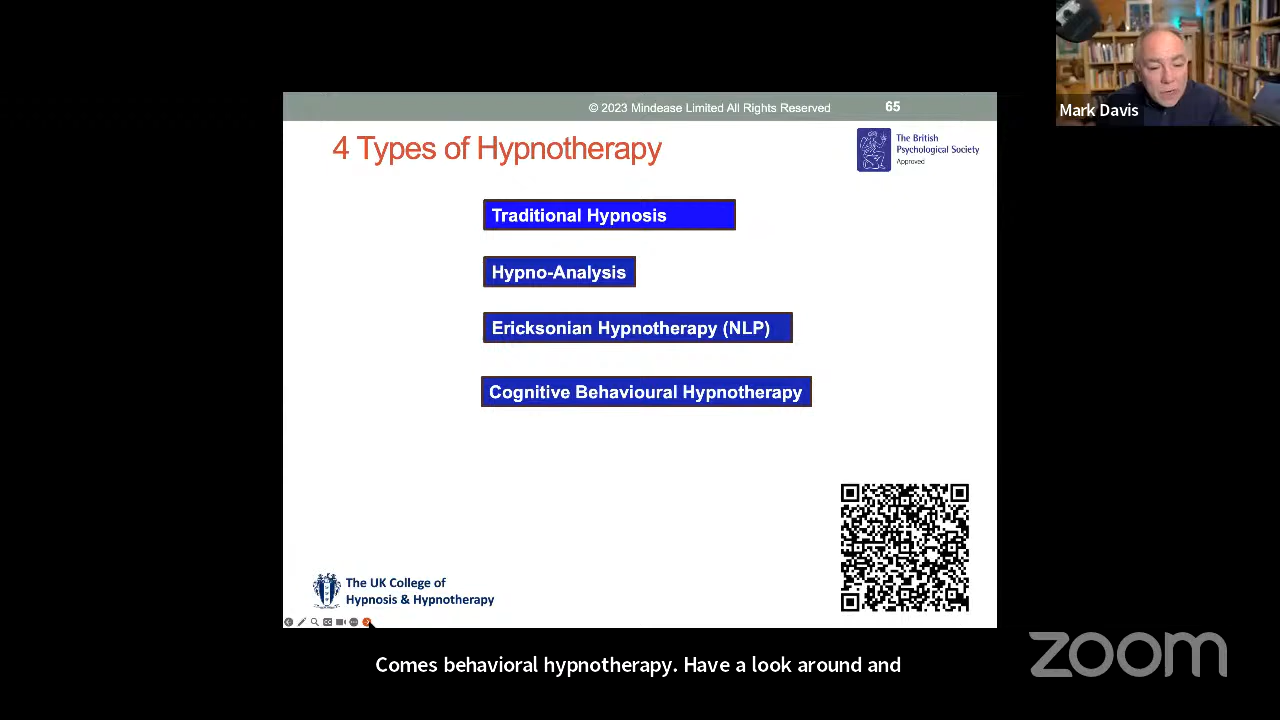 © 2023 Mindease Limited All Rights Reserved 65
Mark Davis
4 Types of Hypnotherapy
The British
Psychological Society
Approved
Traditional Hypnosis
Hypno-Analysis
Ericksonian Hypnotherapy (NLP)
Cognitive Behavioural Hypnotherapy
The UK College of
Hypnosis & Hypnotherapy
Comes behavioral hypnotherapy. Have a look around and
zoom